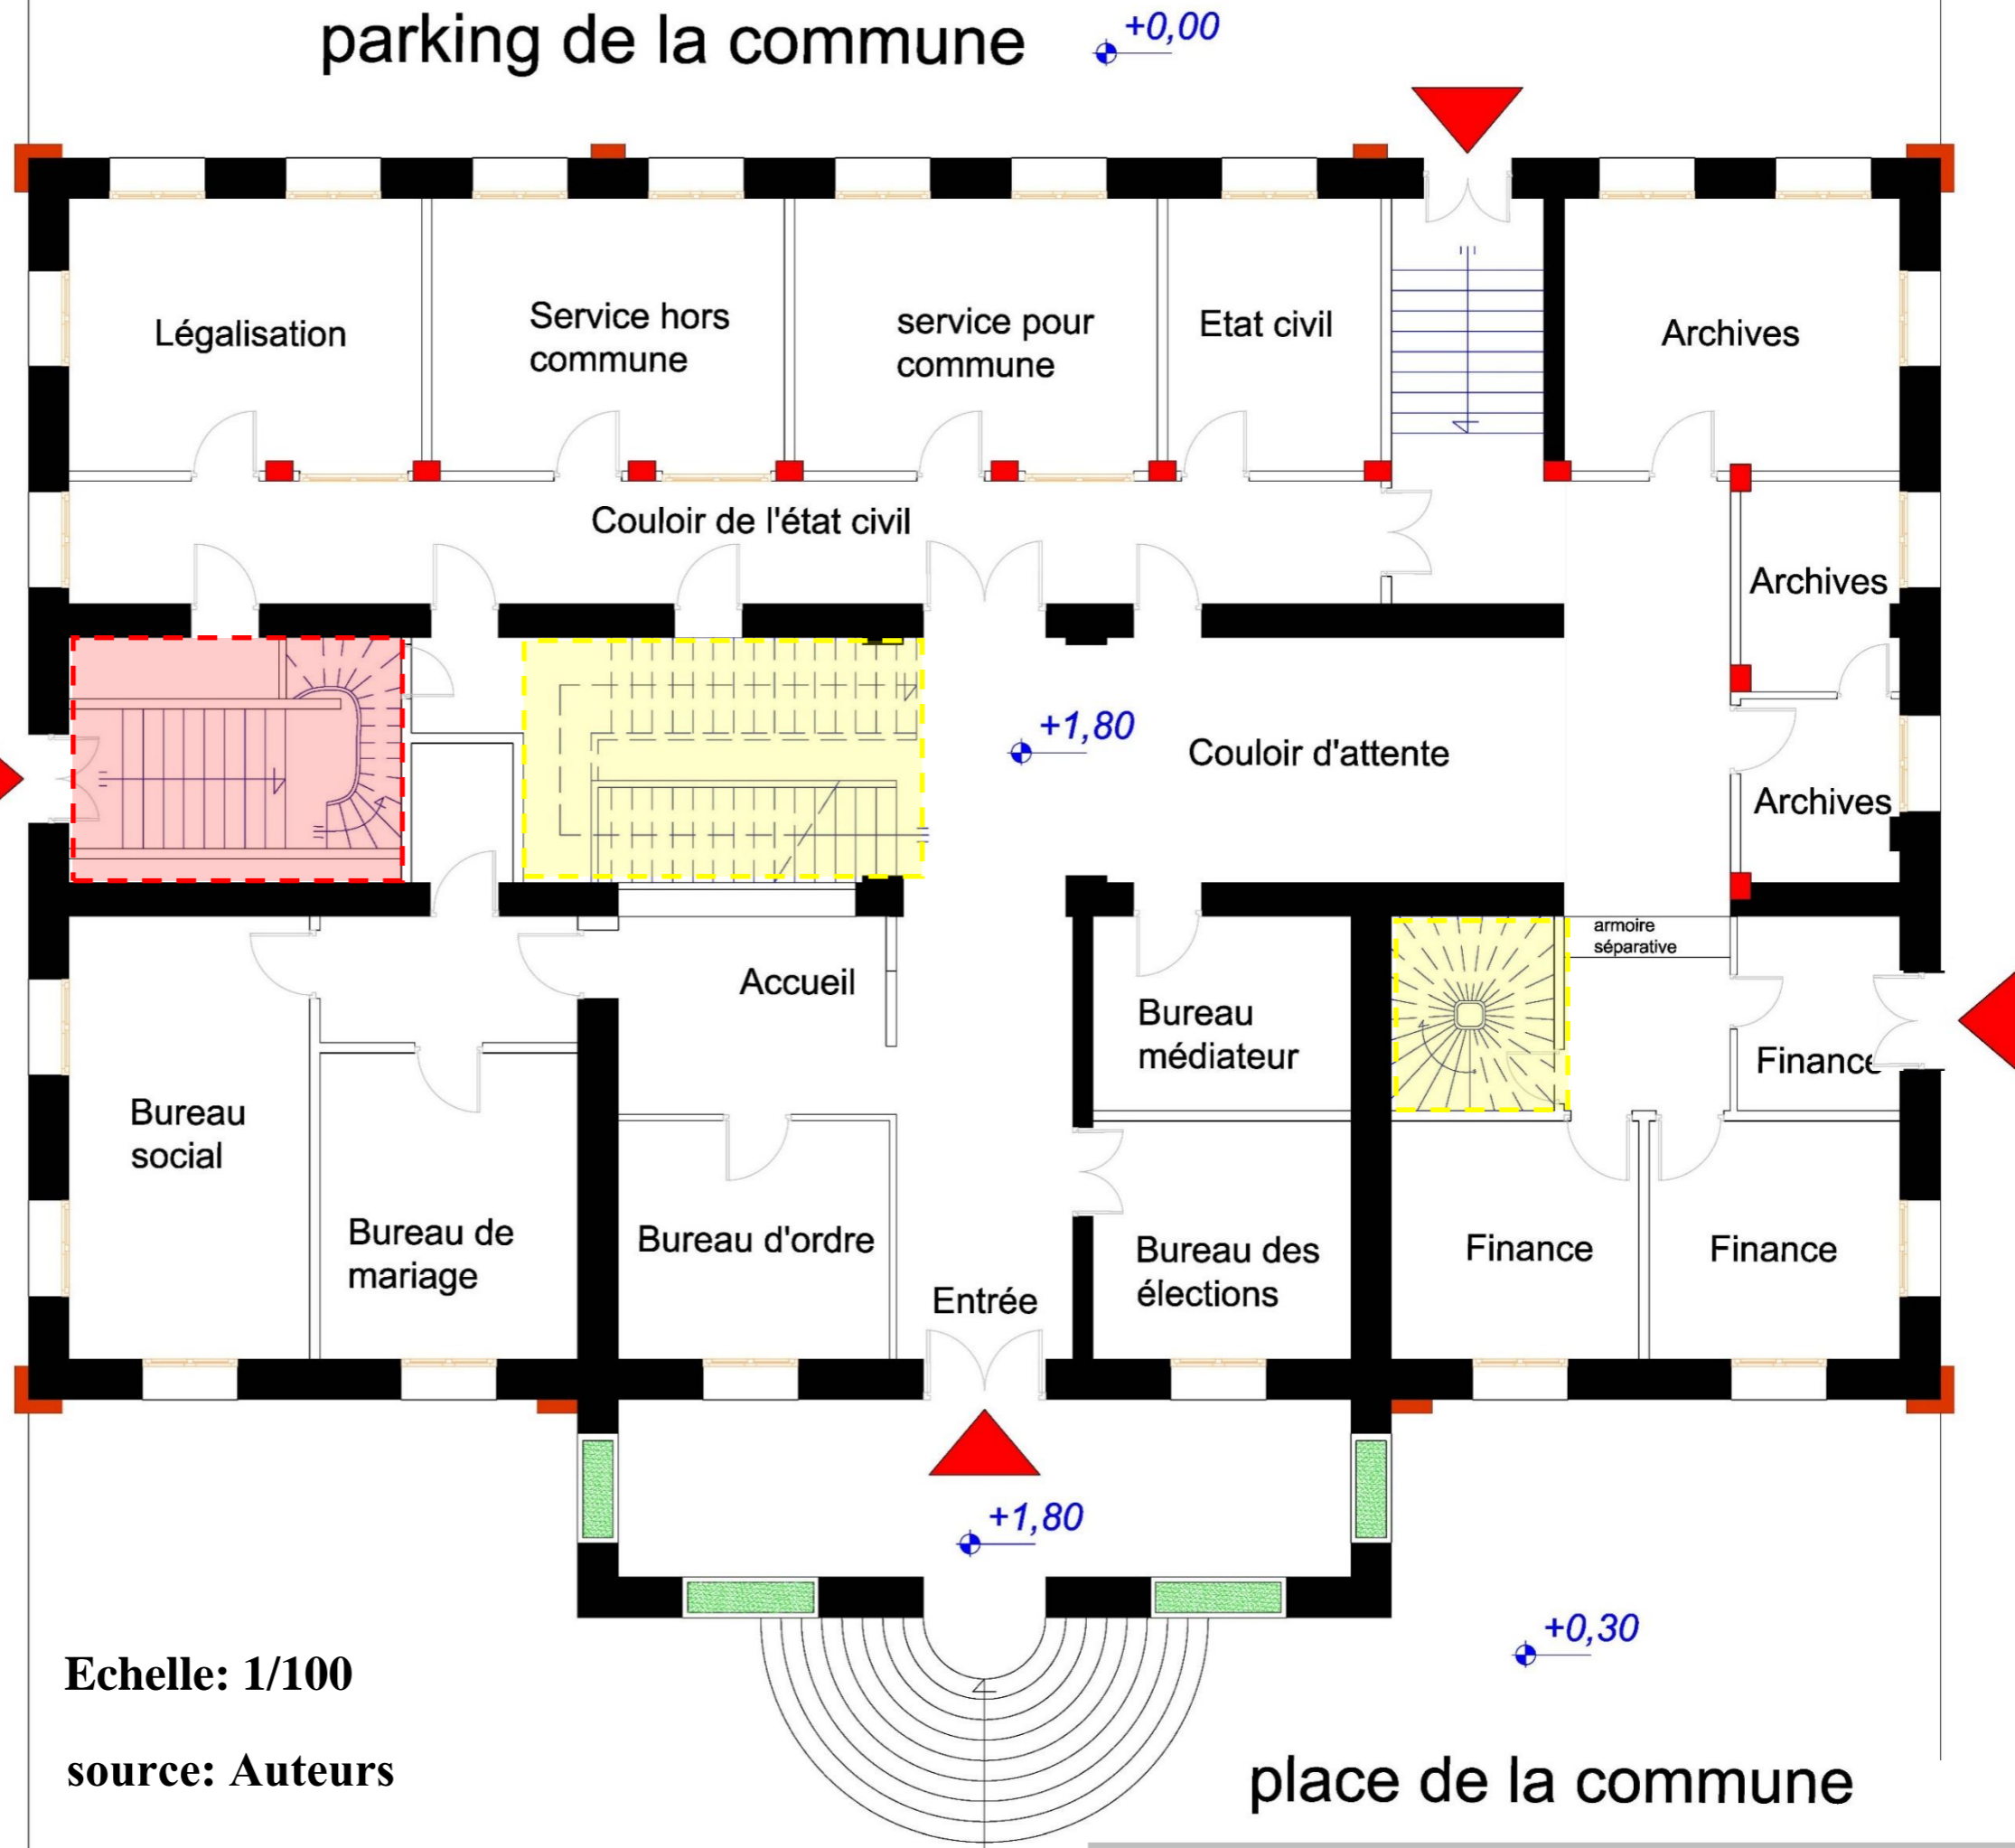 parking de la commune
+0,00
Légalisation
Service hors
commune
service pour
commune
Etat civil
Archives
Couloir de l'état civil
Archives
+1,80
Couloir d'attente
Archives
armoire
séparative
Accueil
Bureau
médiateur
Finance
Bureau
social
Bureau de
mariage
Bureau d'ordre
Bureau des
élections
Finance
Finance
Entrée
+1,80
+0,30
Echelle: 1/100
source: Auteurs
place de la commune